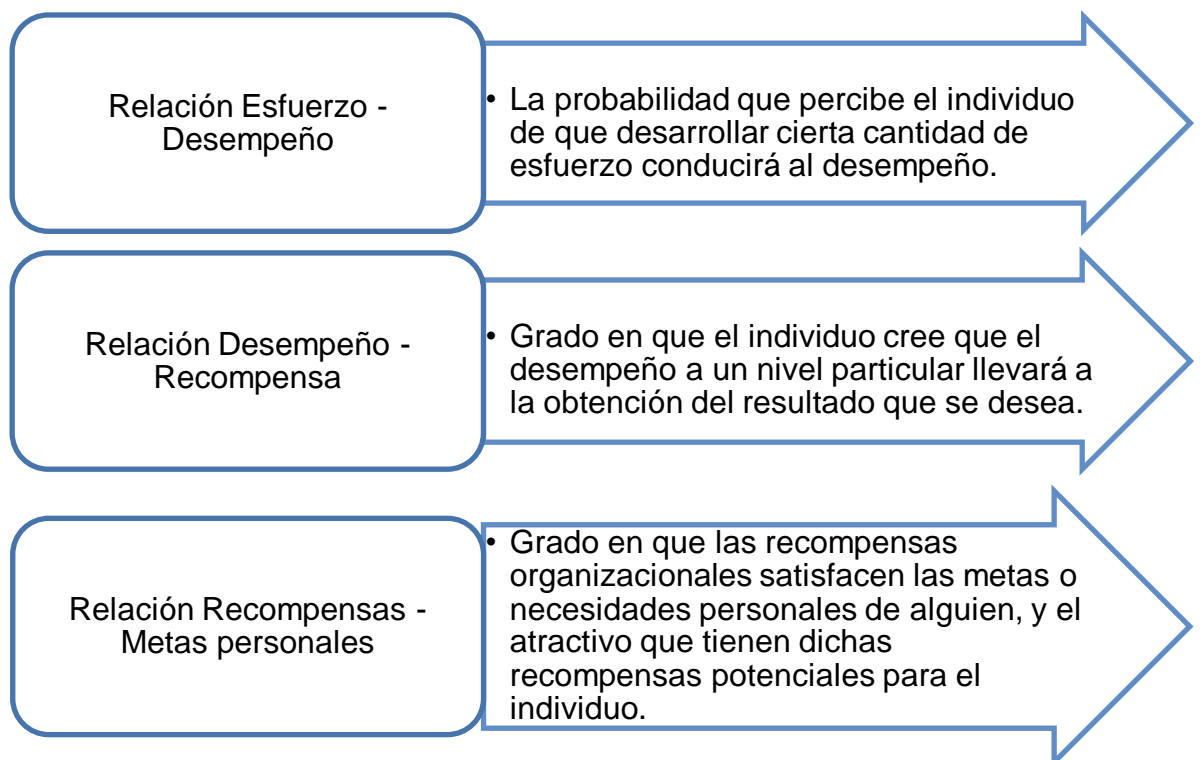 Relación Esfuerzo -
Desempeño
• La probabilidad que percibe el individuo
de que desarrollar cierta cantidad de
esfuerzo conducirá al desempeño.
Relación Desempeño -
Recompensa
• Grado en que el individuo cree que el
desempeño a un nivel particular llevará a
la obtención del resultado que se desea.
Relación Recompensas -
Metas personales
• Grado en que las recompensas
organizacionales satisfacen las metas o
necesidades personales de alguien, y el
atractivo que tienen dichas
recompensas potenciales para el
individuo.